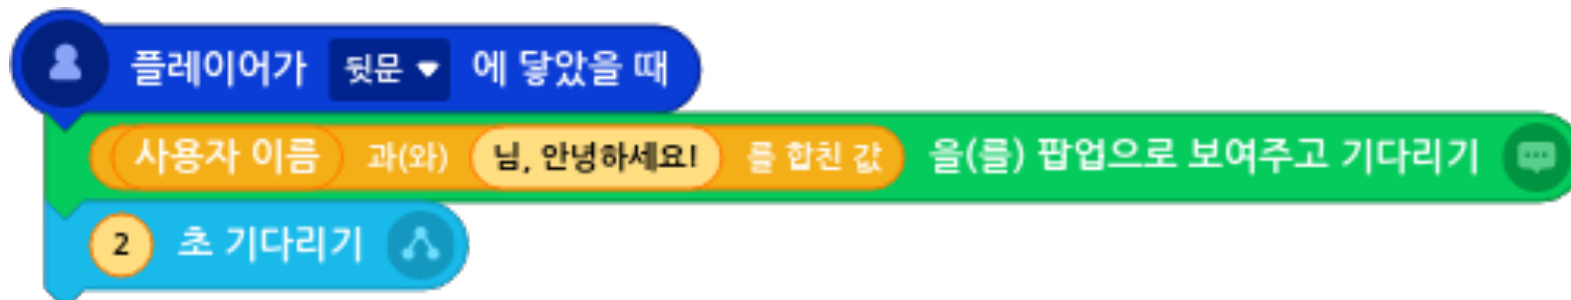 플레이어가 뒷문 에 닿았을 때
사용자 이름 과(와) 님, 안녕하세요! 를 합친 값 을(를) 팝업으로 보여주고 기다리기
2 초 기다리기